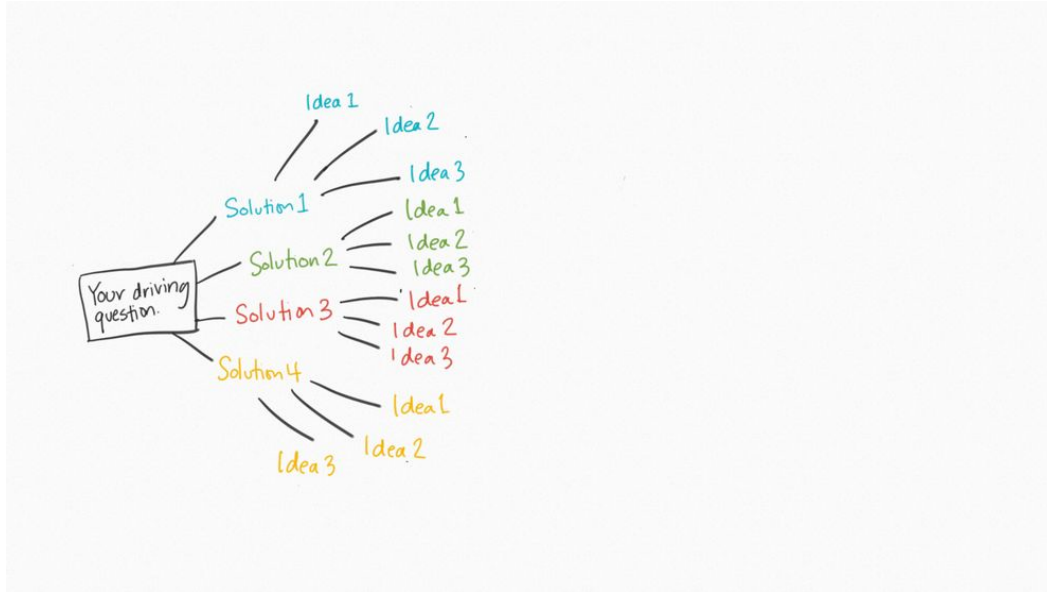 Your driving
question.
Solution 1
Idea 1
Idea 2
Idea 3
Solution 2
Idea 1
Idea 2
Idea 3
Solution 3
Idea 1
Idea 2
Idea 3
Solution 4
Idea 1
Idea 2
Idea 3